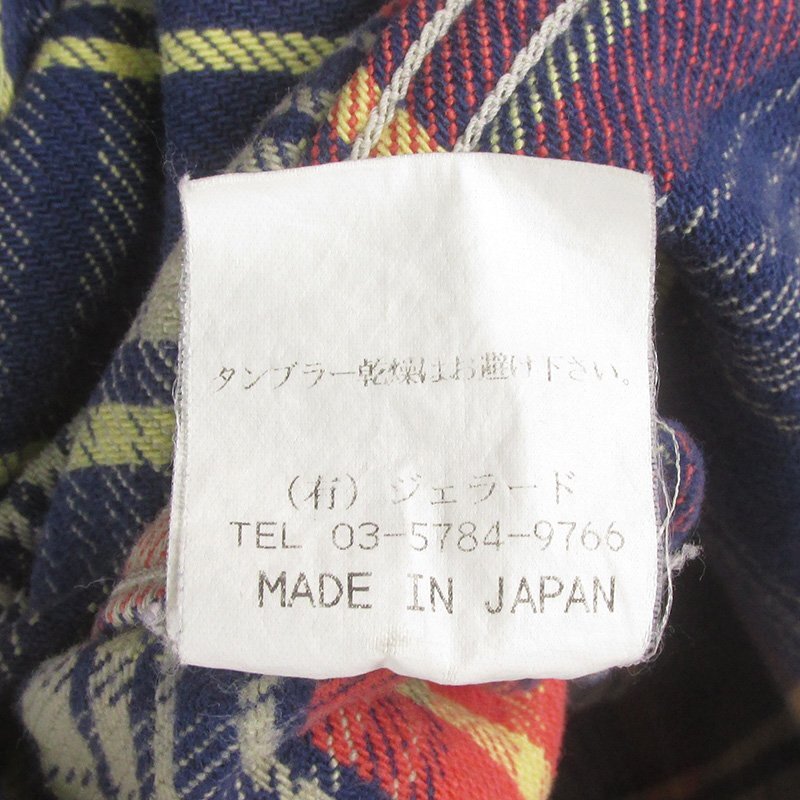 タンブラー乾燥はお避け下さい。
（有）ジェラード
TEL 03-5784-9766
MADE IN JAPAN